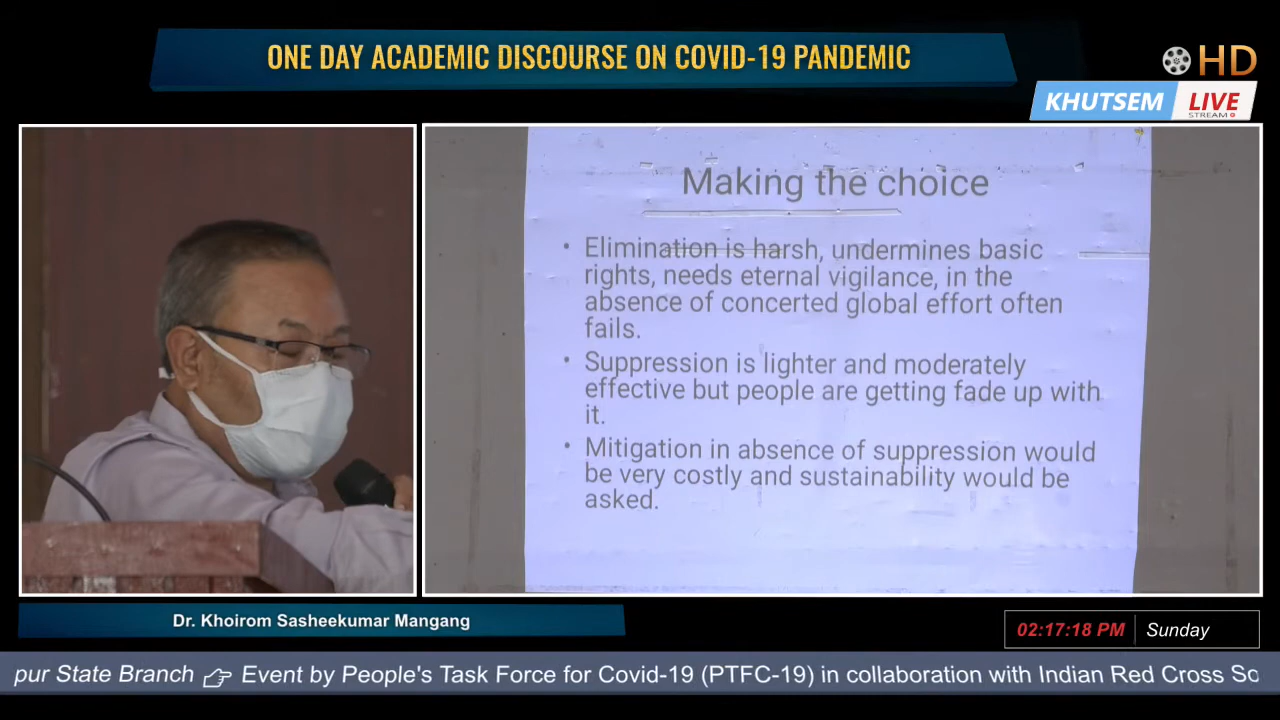 ONE DAY ACADEMIC DISCOURSE ON COVID-19 PANDEMIC
HD
KHUTSEM LIVE
STREAM
Making the choice
• Elimination is harsh, undermines basic
rights, needs eternal vigilance, in the
absence of concerted global effort often
fails.
• Suppression is lighter and moderately
effective but people are getting fade up with
it.
• Mitigation in absence of suppression would
be very costly and sustainability would be
asked.
Dr. Khoirom Sasheekumar Mangang
02:17:18 PM Sunday
pur State Branch Event by People's Task Force for Covid-19 (PTFC-19) in collaboration with Indian Red Cross So